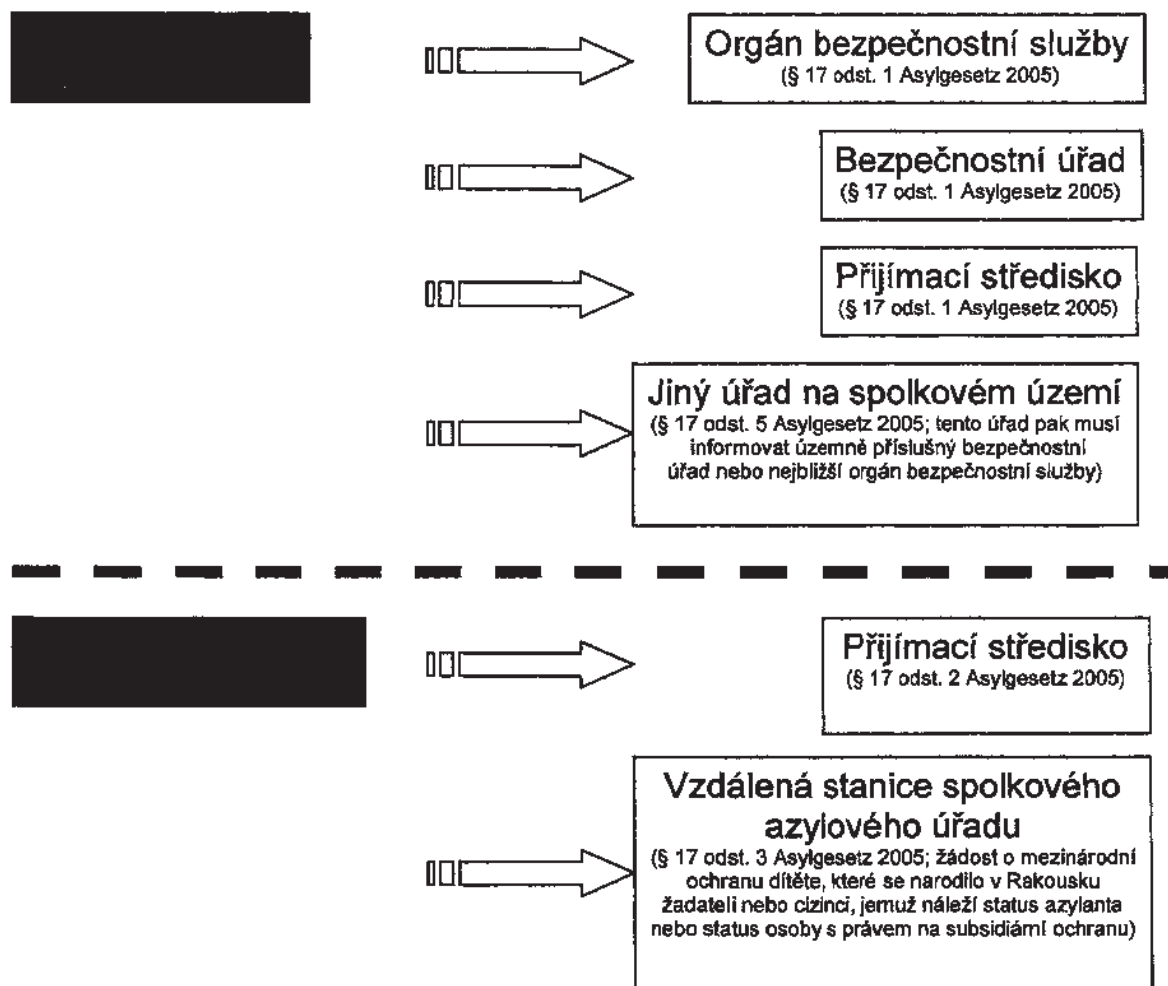 Orgán bezpečnostní služby
(§ 17 odst. 1 Asylgesetz 2005)
Bezpečnostní úřad
(§ 17 odst. 1 Asylgesetz 2005)
Přijímací středisko
(§ 17 odst. 1 Asylgesetz 2005)
Jiný úřad na spolkovém území
(§ 17 odst. 5 Asylgesetz 2005; tento úřad pak musí
informovat územně příslušný bezpečnostní
úřad nebo nejbližší orgán bezpečnostní služby)
Přijímací středisko
(§ 17 odst. 2 Asylgesetz 2005)
Vzdálená stanice spolkového
azylového úřadu
(§ 17 odst. 3 Asylgesetz 2005; žádost o mezinárodní
ochranu dítěte, které se narodilo v Rakousku
žadateli nebo cizinci, jemuž náleží status azylanta
nebo status osoby s právem na subsidiární ochranu)